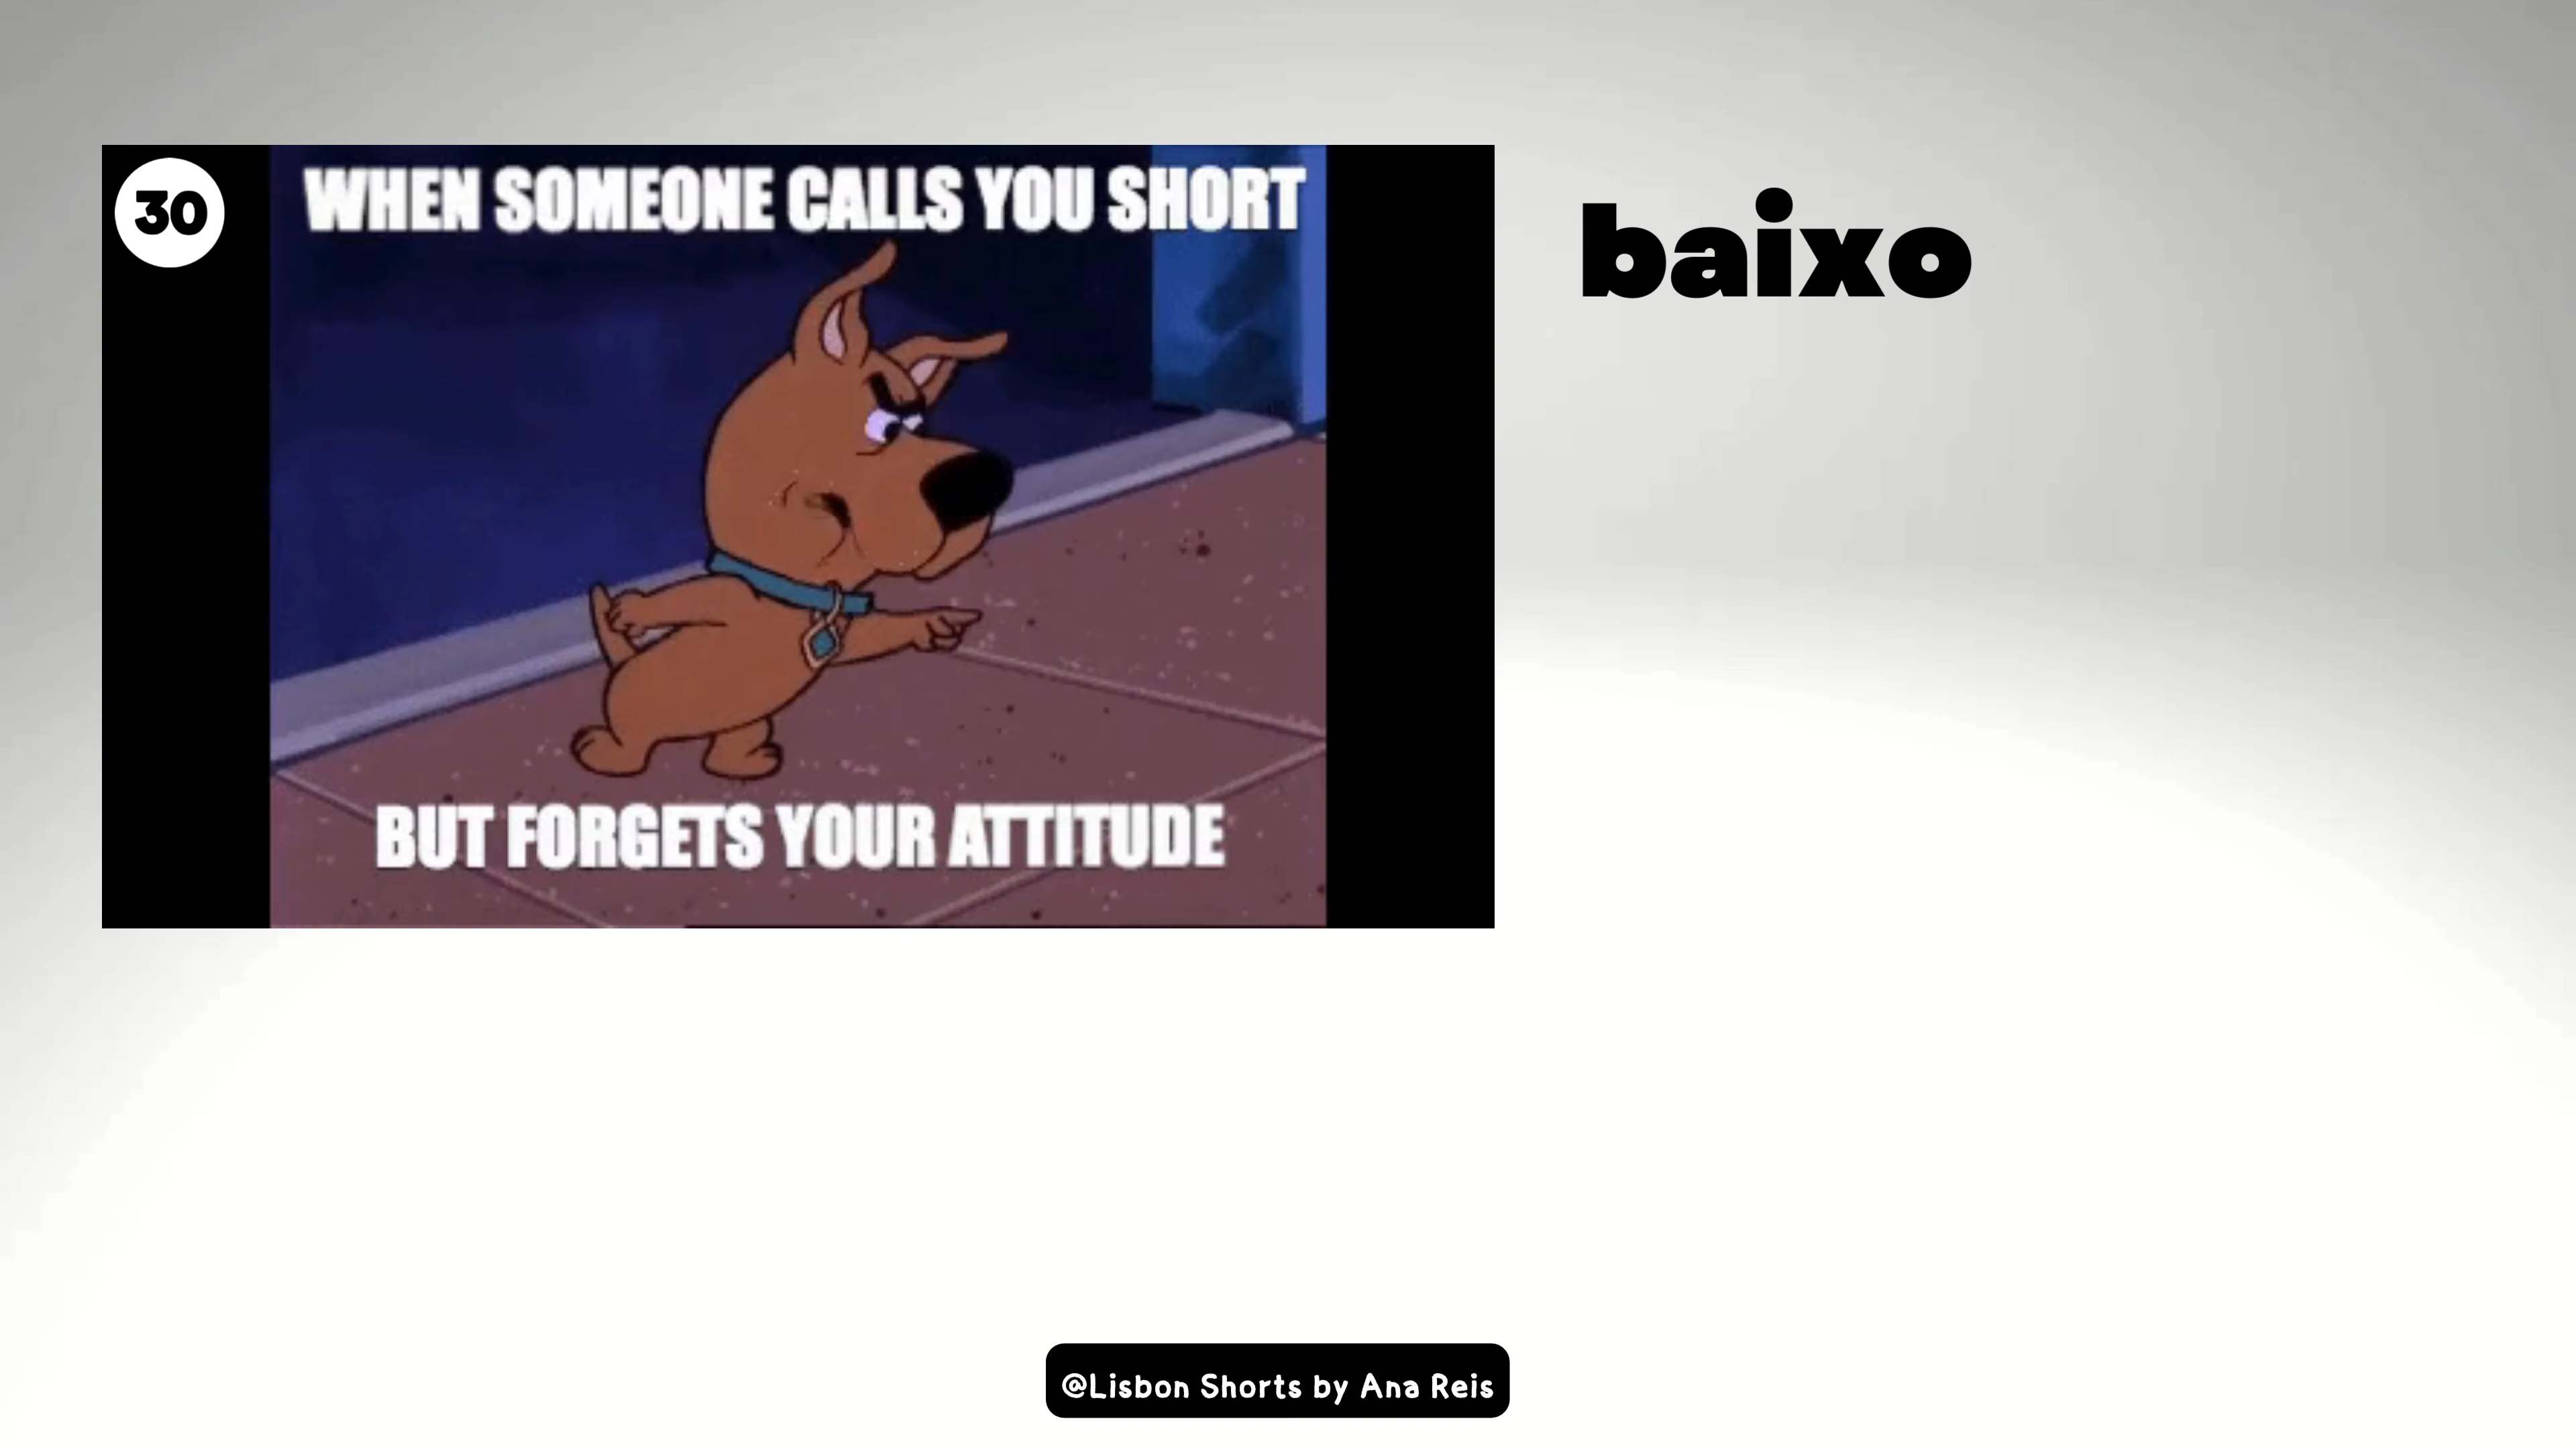 30
WHEN SOMEONE CALLS YOU SHORT
BUT FORGETS YOUR ATTITUDE
baixo
@Lisbon Shorts by Ana Reis